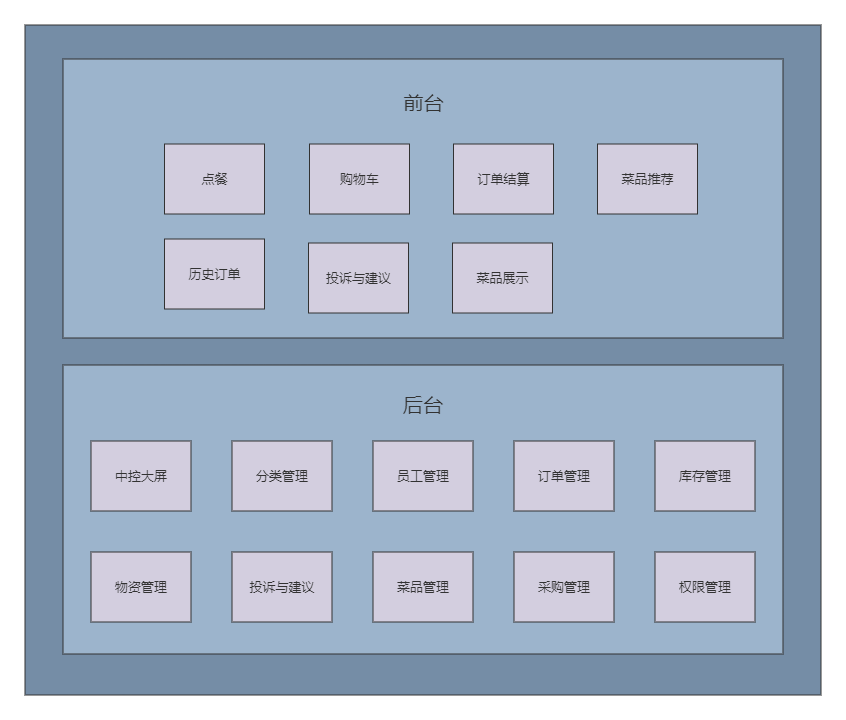 前台
点餐
购物车
订单结算
菜品推荐
历史订单
投诉与建议
菜品展示
后台
中控大屏
分类管理
员工管理
订单管理
库存管理
物资管理
投诉与建议
菜品管理
采购管理
权限管理